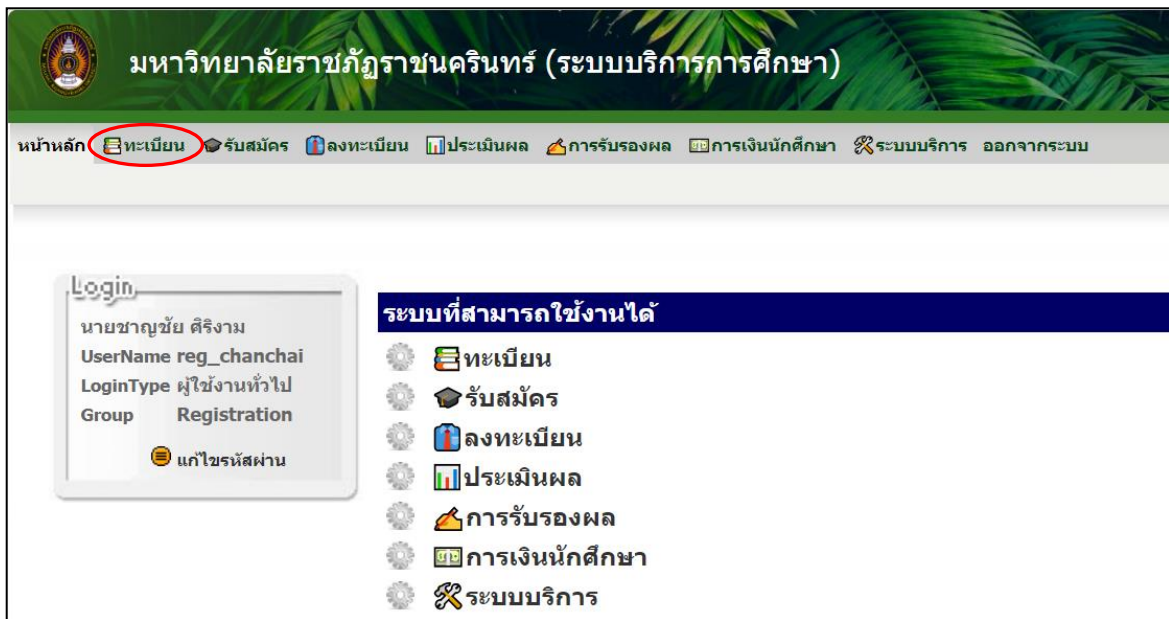 มหาวิทยาลัยราชภัฏราชนครินทร์ (ระบบบริการการศึกษา)
หน้าหลัก ทะเบียน รับสมัคร ลงทะเบียน ประเมินผล การรับรองผล การเงินนักศึกษา ระบบบริการ ออกจากระบบ
Login
นายชาญชัย ศิริงาม
UserName reg_chanchai
LoginType ผู้ใช้งานทั่วไป
Group Registration
แก้ไขรหัสผ่าน
ระบบที่สามารถใช้งานได้
ทะเบียน
รับสมัคร
ลงทะเบียน
ประเมินผล
การรับรองผล
การเงินนักศึกษา
ระบบบริการ